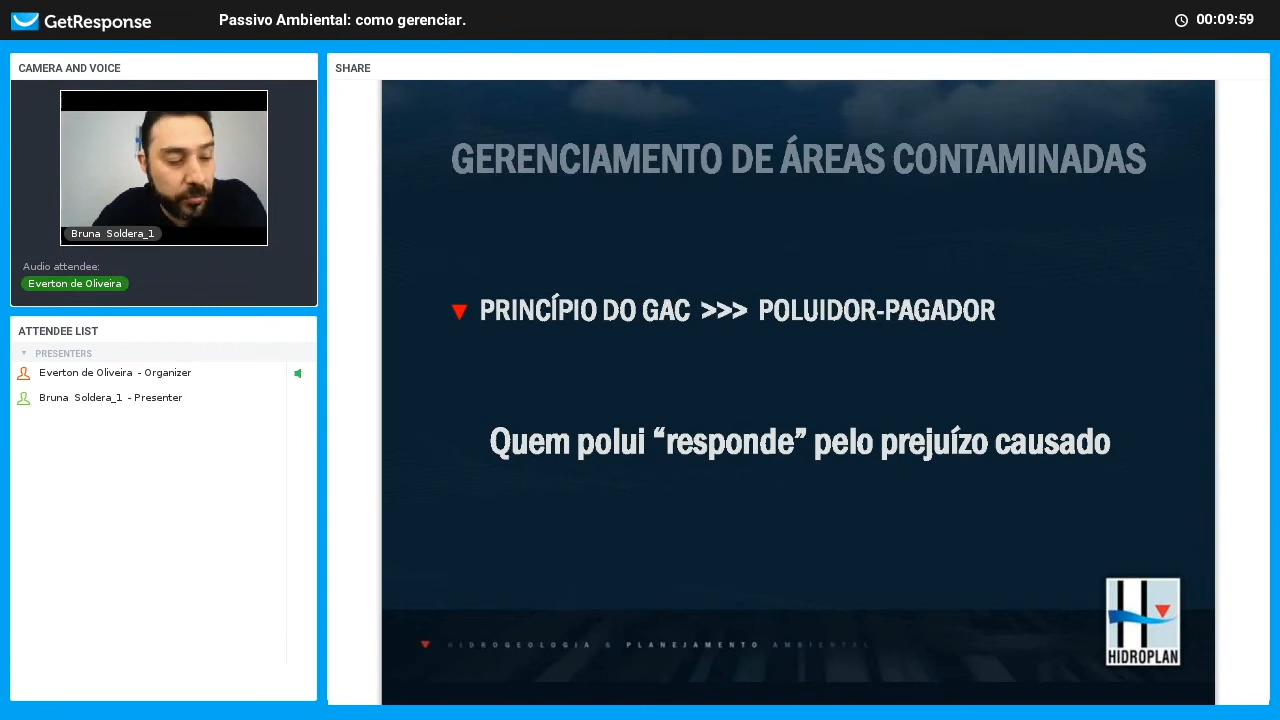 GetResponse
Passivo Ambiental: como gerenciar.
00:09:59
CAMERA AND VOICE
Bruna Soldera_1
Audio attendee:
Everton de Oliveira
ATTENDEE LIST
PRESENTERS
Everton de Oliveira - Organizer
Bruna Soldera_1 - Presenter
SHARE
GERENCIAMENTO DE ÁREAS CONTAMINADAS
PRINCÍPIO DO GAC >>> POLUIDOR-PAGADOR
Quem polui “responde” pelo prejuízo causado
HIDROGEOLOGIA & PLANEJAMENTO AMBIENTAL
HIDROPLAN